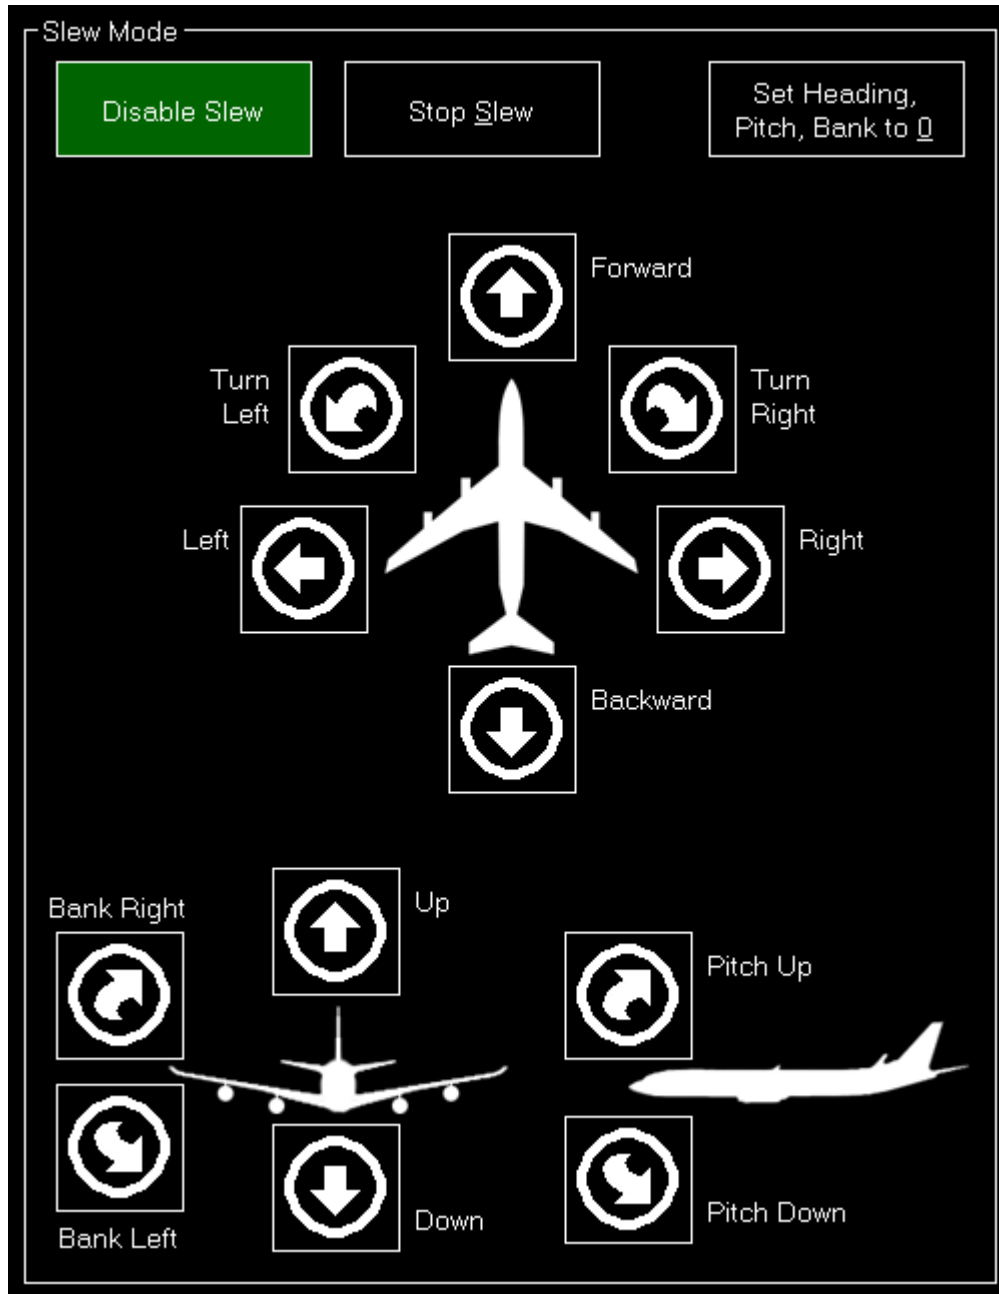 Slew Mode
Disable Slew
Stop Slew
Set Heading,
Pitch, Bank to 0
Forward
Turn
Left
Turn
Right
Left
Right
Backward
Bank Right
Up
Pitch Up
Bank Left
Down
Pitch Down